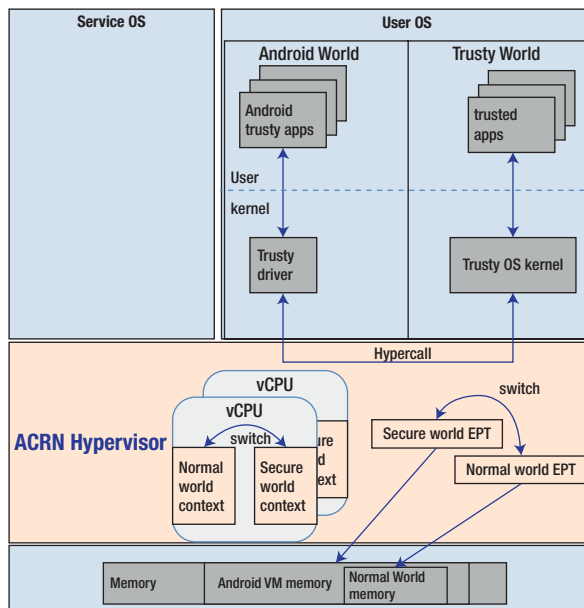 Service OS
User OS
Android World
Trusty World
Android
trusty apps
trusted
apps
User
kernel
Trusty
driver
Trusty OS kernel
Hypercall
vCPU
vCPU
switch
switch
ACRN Hypervisor
Normal
world
context
Secure
world
context
Secure world EPT
Normal world EPT
Memory
Android VM memory
Normal World
memory